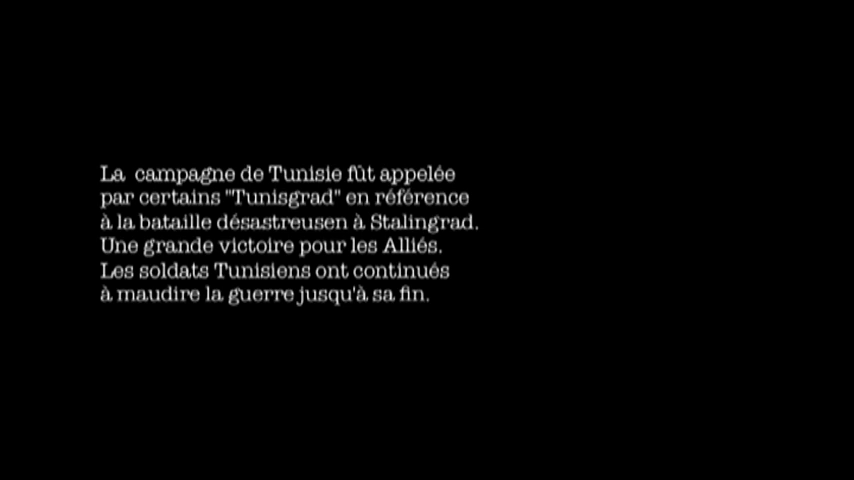 La  campagne de Tunisie fût appelée
par certains "Tunisgrad" en référence
à la bataille désastreusen à Stalingrad.
Une grande victoire pour les Alliés.
Les soldats Tunisiens ont continués
à maudire la guerre jusqu'à sa fin.